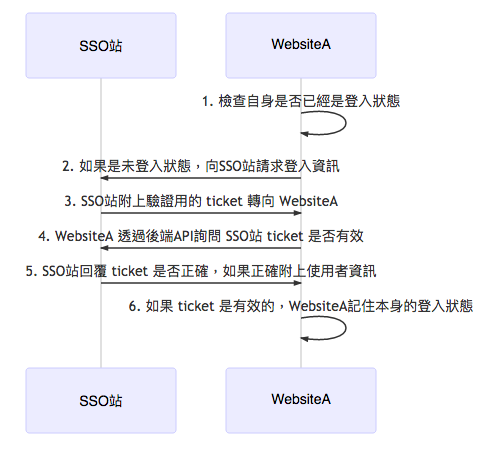 SSO站
WebsiteA
1. 檢查自身是否已經是登入狀態
2. 如果是未登入狀態，向SSO站請求登入資訊
3. SSO站附上驗證用的 ticket 轉向 WebsiteA
4. WebsiteA 透過後端API詢問 SSO站 ticket 是否有效
5. SSO站回覆 ticket 是否正確，如果正確附上使用者資訊
6. 如果 ticket 是有效的，WebsiteA記住本身的登入狀態
SSO站
WebsiteA